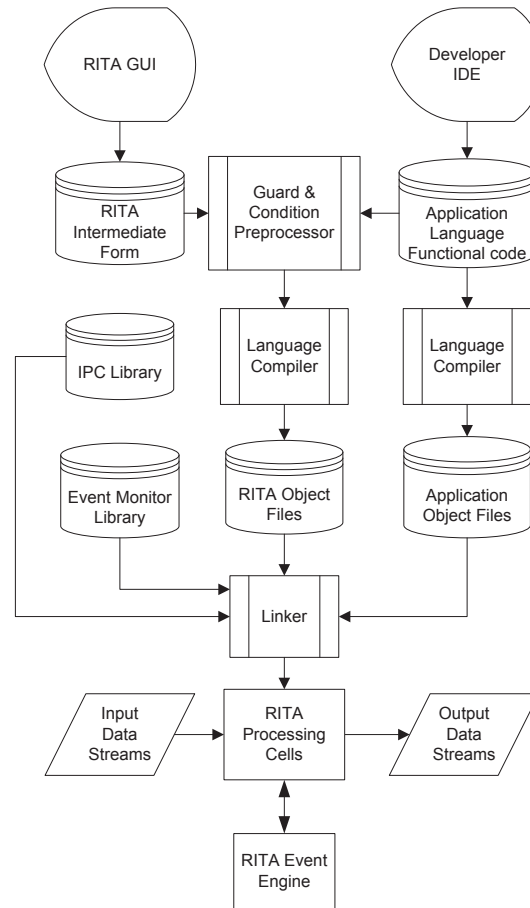 RITA GUI
Developer
IDE
RITA
Intermediate
Form
Guard &
Condition
Preprocessor
Application
Language
Functional code
IPC Library
Language
Compiler
Language
Compiler
Event Monitor
Library
RITA Object
Files
Application
Object Files
Linker
Input
Data
Streams
RITA
Processing
Cells
Output
Data
Streams
RITA Event
Engine